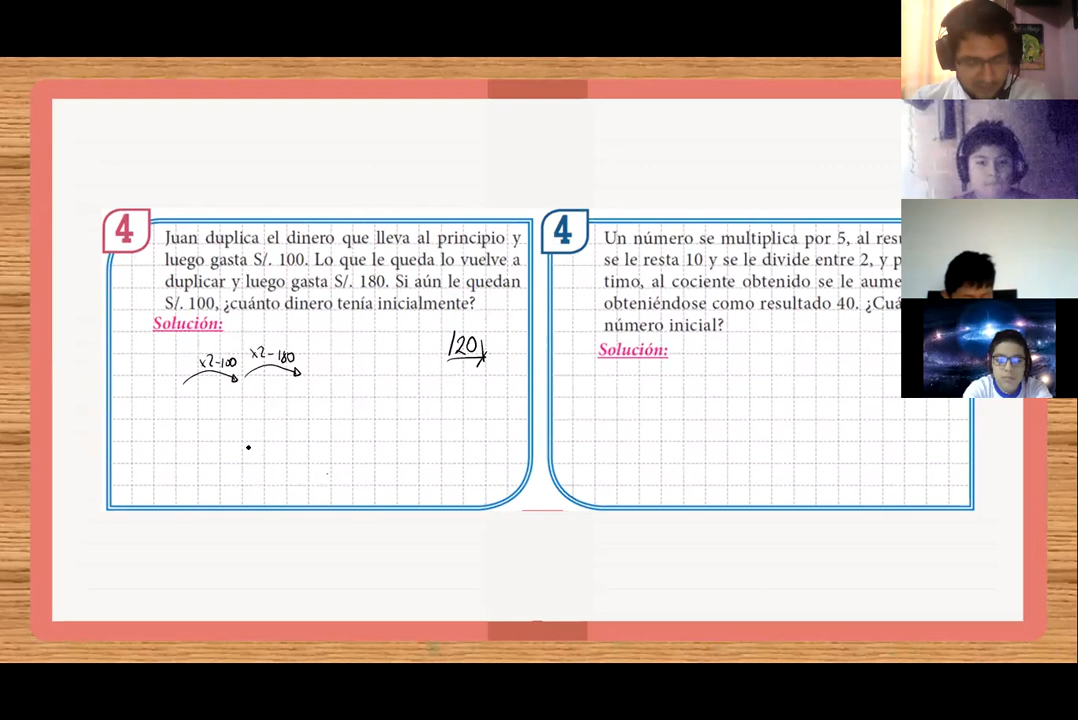 4
Juan duplica el dinero que lleva al principio y
luego gasta S/. 100. Lo que le queda lo vuelve a
duplicar y luego gasta S/. 180. Si aún le quedan
S/. 100, ¿cuánto dinero tenía inicialmente?
Solución:
x2-100 x2-180
120
4
Un número se multiplica por 5, al
se le resta 10 y se le divide entre 2, y
timo, al cociente obtenido se le
obteniéndose como resultado 40.
número inicial?
Solución: